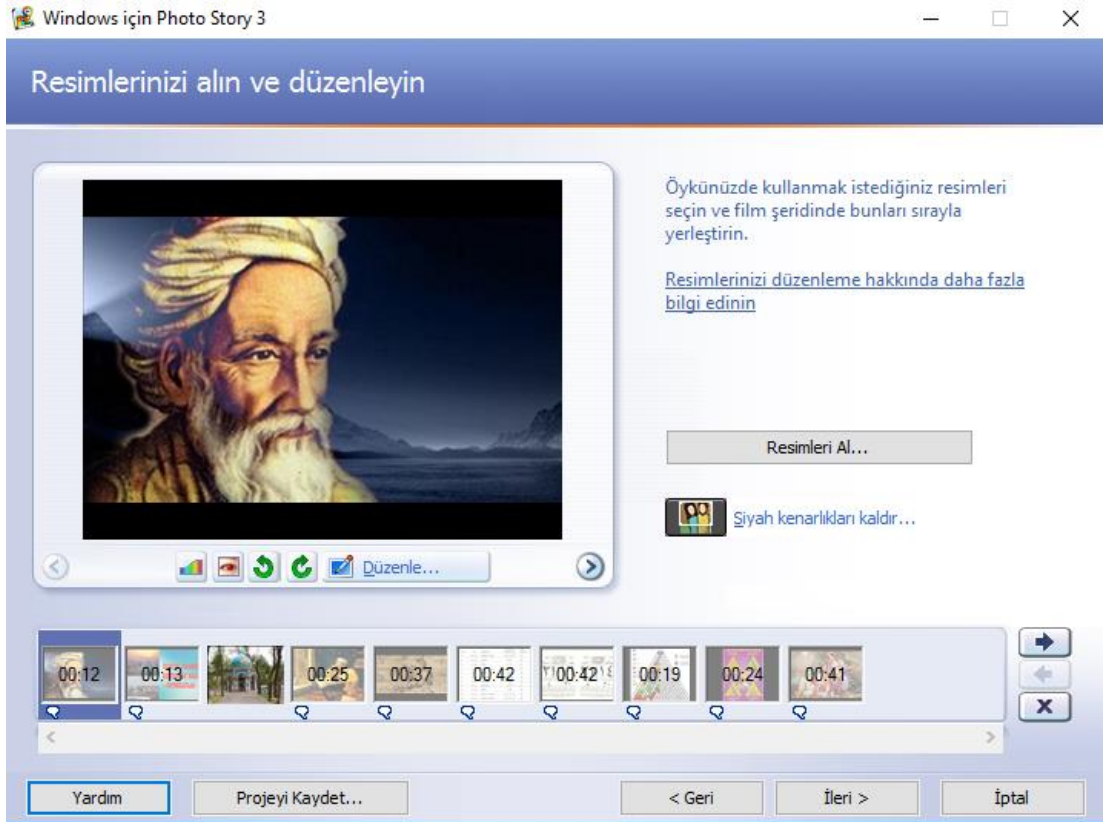 Windows için Photo Story 3
Resimlerinizi alın ve düzenleyin
Öykünüzde kullanmak istediğiniz resimleri
seçin ve film şeridinde bunları sırayla
yerleştirin.
Resimlerinizi düzenleme hakkında daha fazla
bilgi edinin
Resimleri Al...
Siyah kenarlıkları kaldır...
Düzenle...
00:12 00:13 00:25 00:37 00:42 00:42 00:19 00:24 00:41
Yardım Projeyi Kaydet... < Geri İleri > İptal